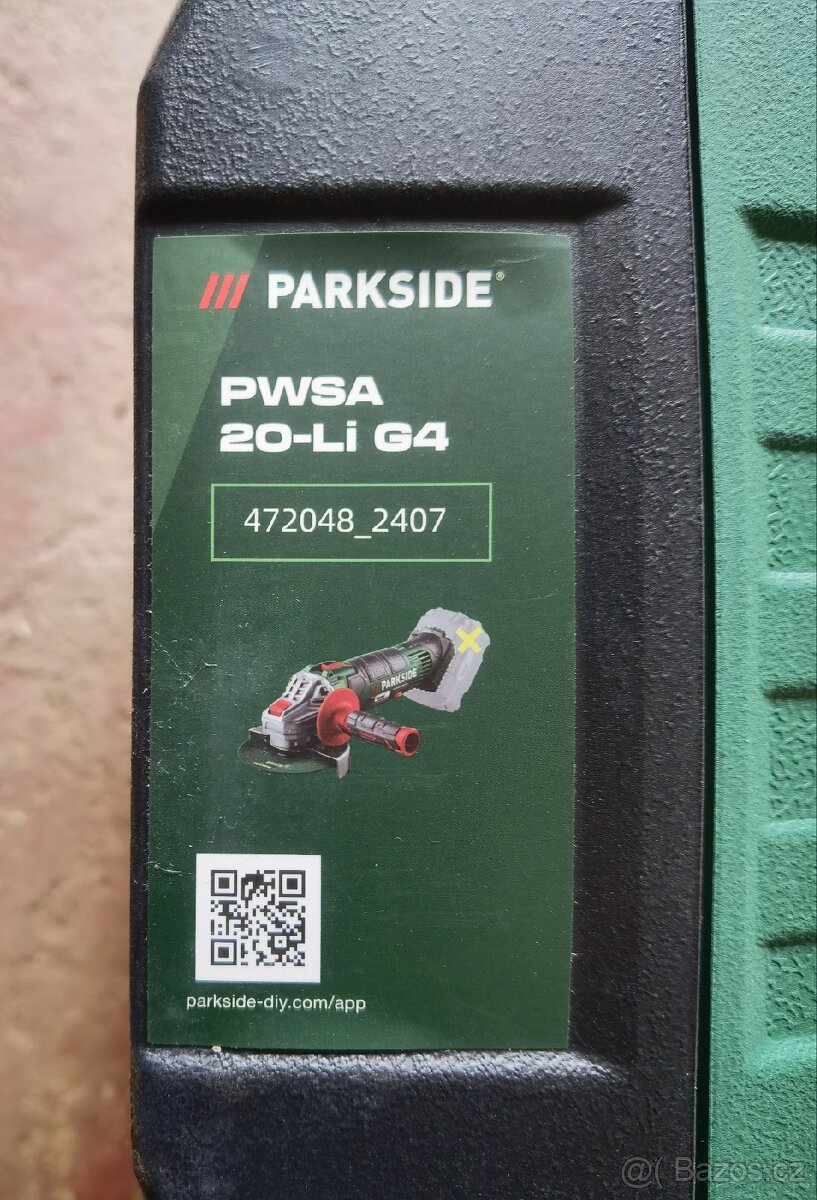 PARKSIDE®
PWSA
20-Li G4
472048_2407
PARKSIDE
parkside-diy.com/app
@( Bazos.cz